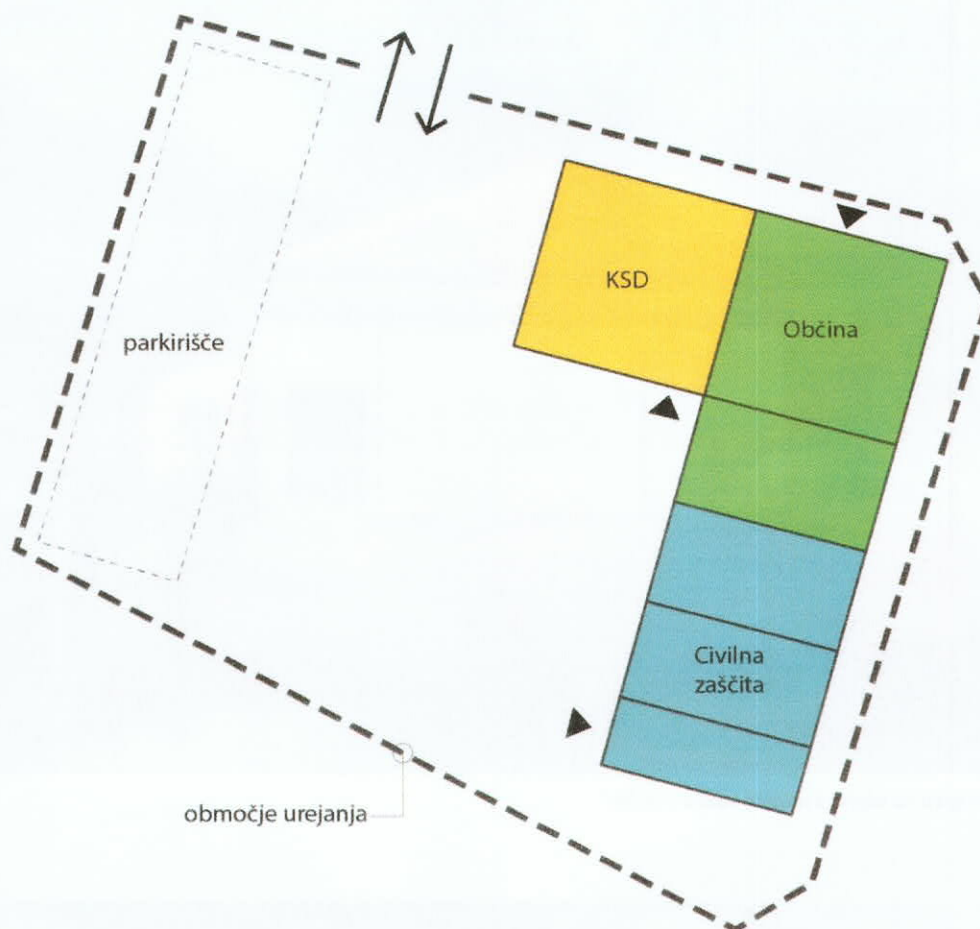 KSD
Občina
parkirišče
Civilna
zaščita
območje urejanja